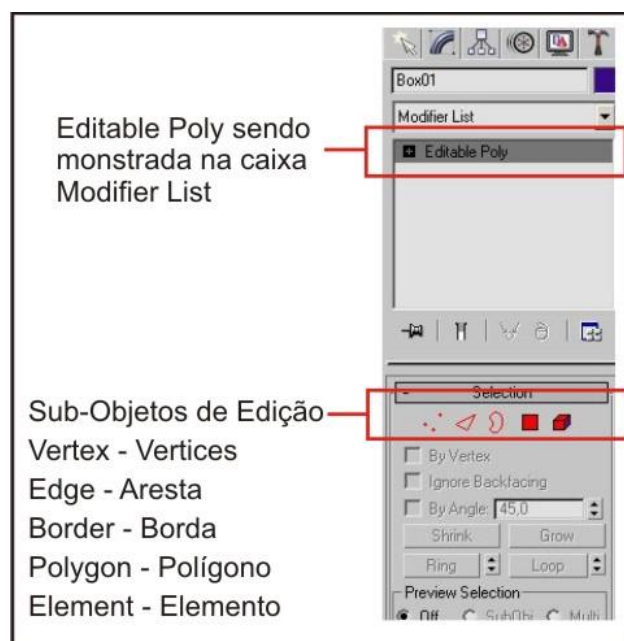 Box01
Modifier List
Editable Poly sendo
monstrada na caixa
Modifier List
Editable Poly
Sub-Objetos de Edição
Vertex - Vertices
Edge - Aresta
Border - Borda
Polygon - Polígono
Element - Elemento
- Selection
By Vertex
Ignore Backfacing
By Angle: 45,0
Shrink Grow
Ring Loop
Preview Selection
Off SubObj Multi